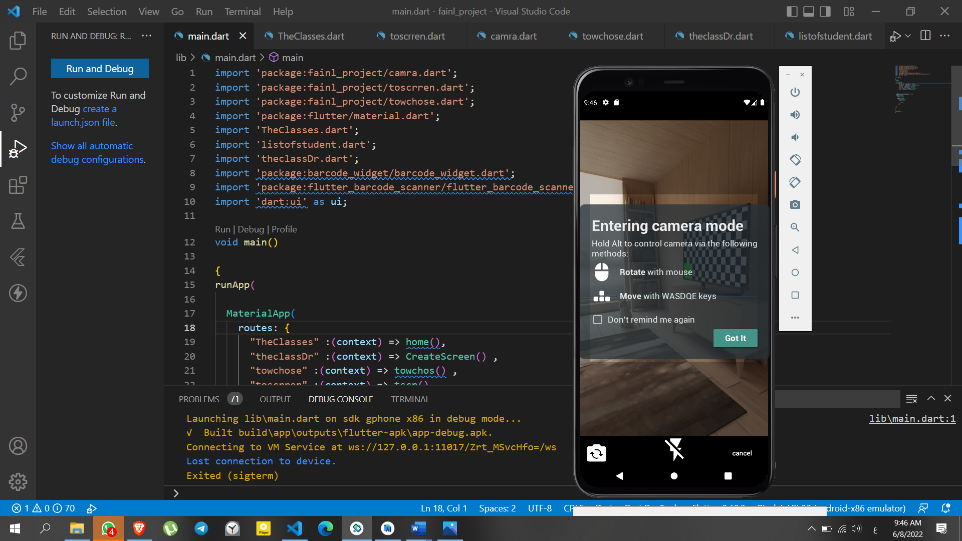 File Edit Selection View Go Run Terminal Help
main.dart - fainl_project - Visual Studio Code
RUN AND DEBUG: R...
Run and Debug
To customize Run and
Debug create a
launch.json file.
Show all automatic
debug configurations.
main.dart
TheClasses.dart
toscrren.dart
camra.dart
towchose.dart
theclassDr.dart
listofstudent.dart
lib > main.dart > main
1 import 'package:fainl_project/camra.dart';
2 import 'package:fainl_project/toscrren.dart';
3 import 'package:fainl_project/towchose.dart';
4 import 'package:flutter/material.dart';
5 import 'TheClasses.dart';
6 import 'listofstudent.dart';
7 import 'theclassDr.dart';
8 import 'package:barcode_widget/barcode_widget.dart';
9 import 'package:flutter_barcode_scanner/flutter_barcode_scanne
10 import 'dart:ui' as ui;
11
Run | Debug | Profile
12 void main()
13
14 {
15 runApp(
16
17 MaterialApp(
18 routes: {
19 "TheClasses" :(context) => home(),
20 "theclassDr" :(context) => CreateScreen() ,
21 "towchose" :(context) => towchos() ,
PROBLEMS 71 OUTPUT DEBUG CONSOLE TERMINAL
Launching lib\main.dart on sdk gphone x86 in debug mode...
√ Built build\app\outputs\flutter-apk\app-debug.apk.
Connecting to VM Service at ws://127.0.0.1:11017/Zrt_MSvcHfo=/ws
Lost connection to device.
Exited (sigterm)
lib\main.dart:1
9:46
Entering camera mode
Hold Alt to control camera via the following
methods:
Rotate with mouse
Move with WASDQE keys
Don't remind me again
Got It
cancel
1 0 70
Ln 18, Col 1 Spaces: 2 UTF-8
4
ع
9:46 AM
6/8/2022